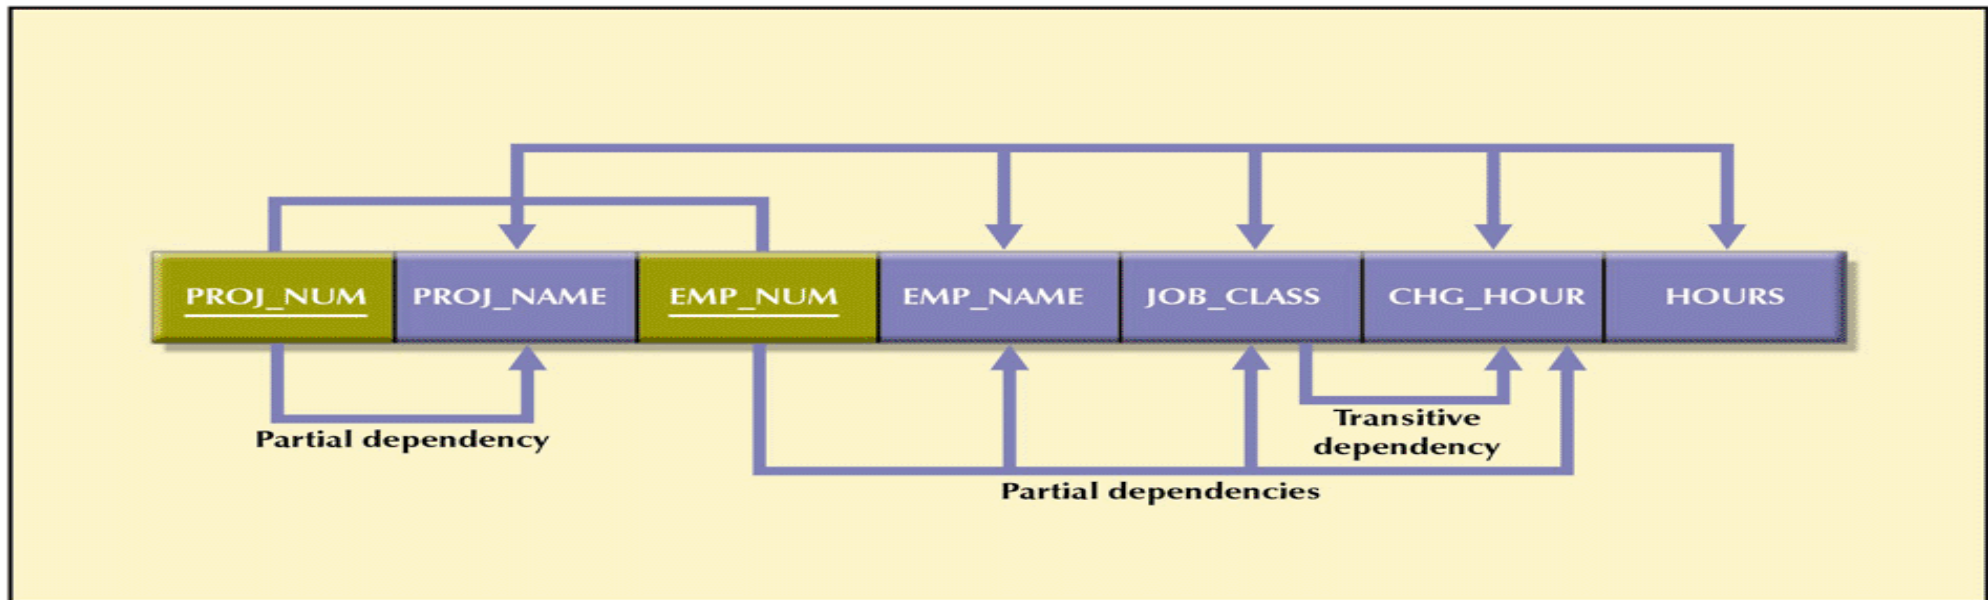 PROJ_NUM PROJ_NAME EMP_NUM EMP_NAME JOB_CLASS CHG_HOUR HOURS
Partial dependency
Transitive
dependency
Partial dependencies